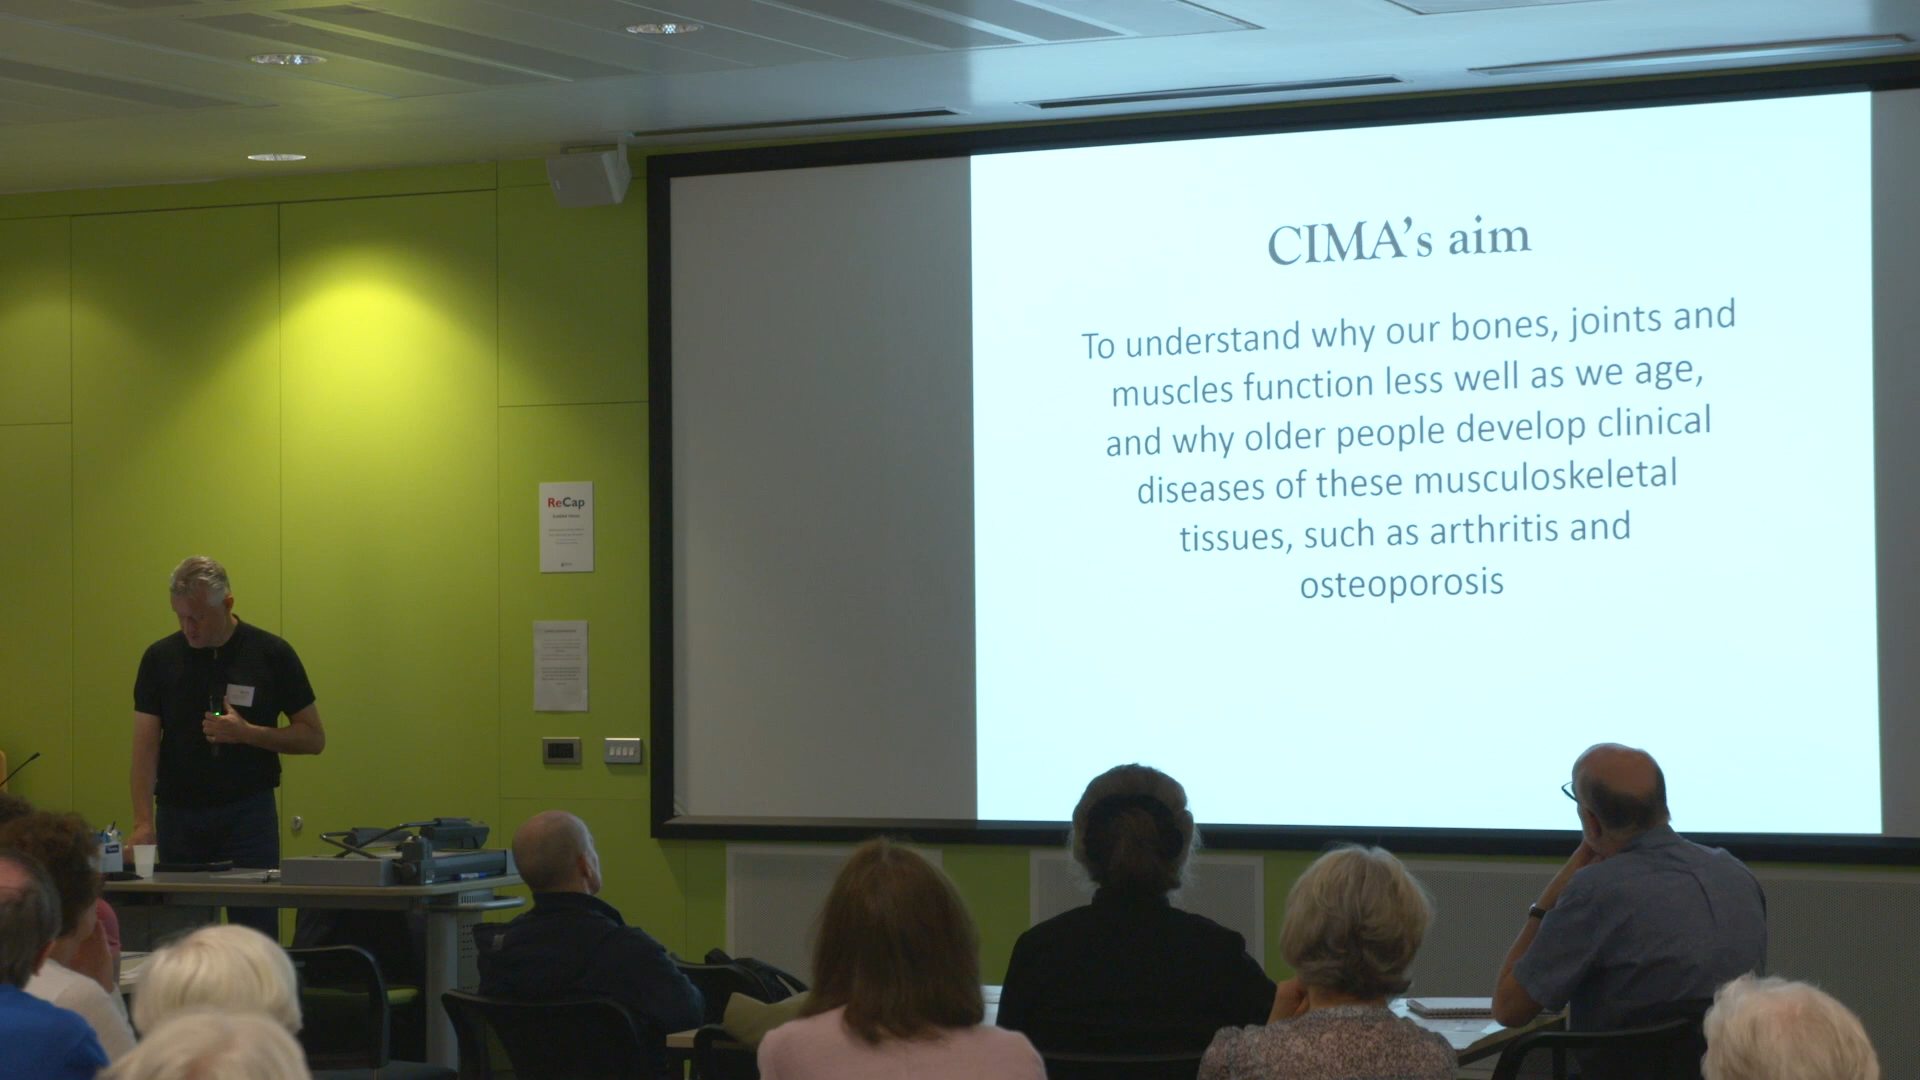 CIMA's aim
To understand why our bones, joints and
muscles function less well as we age,
and why older people develop clinical
diseases of these musculoskeletal
tissues, such as arthritis and
osteoporosis
ReCap